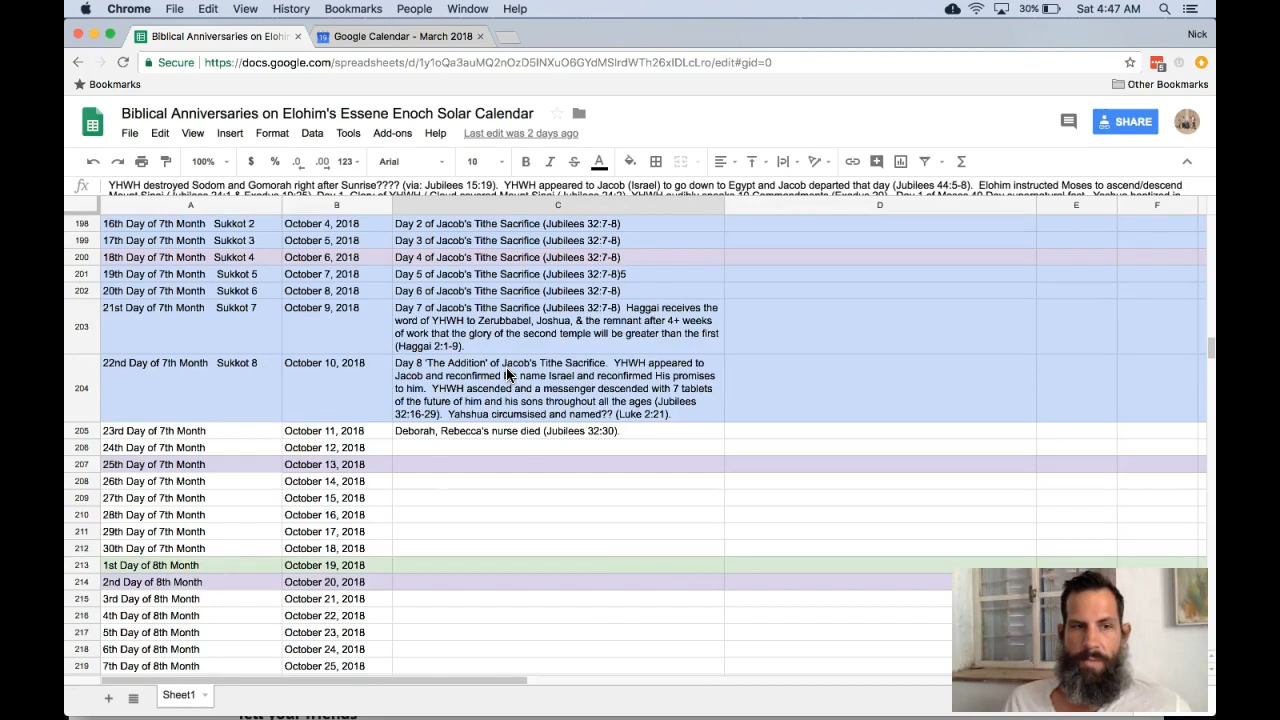 Chrome File Edit View History Bookmarks People Window Help 30% Sat 4:47 AM
Biblical Anniversaries on Elohim Google Calendar - March 2018 Nick
Secure https://docs.google.com/spreadsheets/d/1y1oQa3auMQ2nOzD5INXuO6GYdMSlrdWTh26xIDLcLro/edit#gid=0
Bookmarks Other Bookmarks
Biblical Anniversaries on Elohim's Essene Enoch Solar Calendar
File Edit View Insert Format Data Tools Add-ons Help Last edit was 2 days ago
SHARE
100% $ % .0 .00 123 Arial 10 B I S A
fx YHWH destroyed Sodom and Gomorah right after Sunrise???? (via: Jubilees 15:19). YHWH appeared to Jacob (Israel) to go down to Egypt and Jacob departed that day (Jubilees 44:5-8). Elohim instructed Moses to ascend/descend
A B C D E F
198 16th Day of 7th Month Sukkot 2 October 4, 2018 Day 2 of Jacob's Tithe Sacrifice (Jubilees 32:7-8)
199 17th Day of 7th Month Sukkot 3 October 5, 2018 Day 3 of Jacob's Tithe Sacrifice (Jubilees 32:7-8)
200 18th Day of 7th Month Sukkot 4 October 6, 2018 Day 4 of Jacob's Tithe Sacrifice (Jubilees 32:7-8)
201 19th Day of 7th Month Sukkot 5 October 7, 2018 Day 5 of Jacob's Tithe Sacrifice (Jubilees 32:7-8)5
202 20th Day of 7th Month Sukkot 6 October 8, 2018 Day 6 of Jacob's Tithe Sacrifice (Jubilees 32:7-8)
203 21st Day of 7th Month Sukkot 7 October 9, 2018 Day 7 of Jacob's Tithe Sacrifice (Jubilees 32:7-8) Haggai receives the
word of YHWH to Zerubbabel, Joshua, & the remnant after 4+ weeks
of work that the glory of the second temple will be greater than the first
(Haggai 2:1-9).
204 22nd Day of 7th Month Sukkot 8 October 10, 2018 Day 8 'The Addition' of Jacob's Tithe Sacrifice. YHWH appeared to
Jacob and reconfirmed name Israel and reconfirmed His promises
to him. YHWH ascended and a messenger descended with 7 tablets
of the future of him and his sons throughout all the ages (Jubilees
32:16-29). Yahshua circumsised and named?? (Luke 2:21).
205 23rd Day of 7th Month October 11, 2018 Deborah, Rebecca's nurse died (Jubilees 32:30).
206 24th Day of 7th Month October 12, 2018
207 25th Day of 7th Month October 13, 2018
208 26th Day of 7th Month October 14, 2018
209 27th Day of 7th Month October 15, 2018
210 28th Day of 7th Month October 16, 2018
211 29th Day of 7th Month October 17, 2018
212 30th Day of 7th Month October 18, 2018
213 1st Day of 8th Month October 19, 2018
214 2nd Day of 8th Month October 20, 2018
215 3rd Day of 8th Month October 21, 2018
216 4th Day of 8th Month October 22, 2018
217 5th Day of 8th Month October 23, 2018
218 6th Day of 8th Month October 24, 2018
219 7th Day of 8th Month October 25, 2018
Sheet1